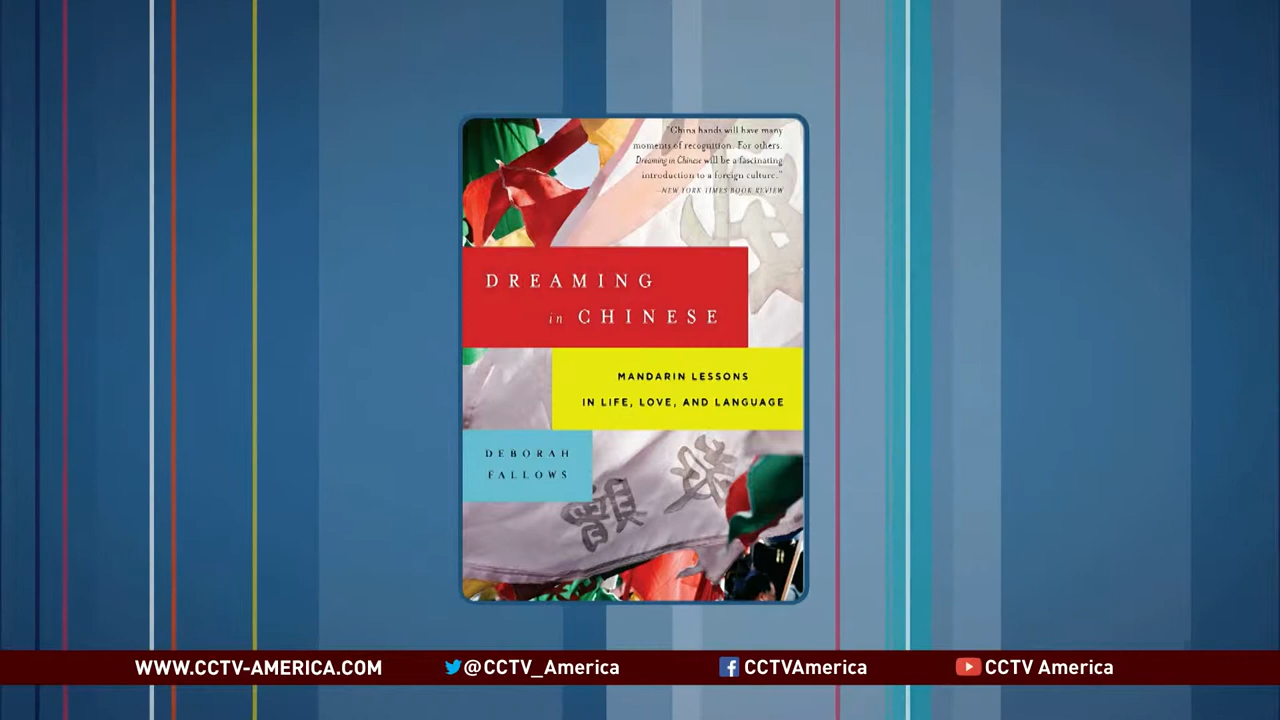 "China hands will have many
moments of recognition. For others,
Dreaming in Chinese will be a fascinating
introduction to a foreign culture."
—NEW YORK TIMES BOOK REVIEW
DREAMING
in CHINESE
MANDARIN LESSONS
IN LIFE, LOVE, AND LANGUAGE
DEBORAH
FALLOWS
WWW.CCTV-AMERICA.COM
@CCTV_America
CCTVAmerica
CCTV America